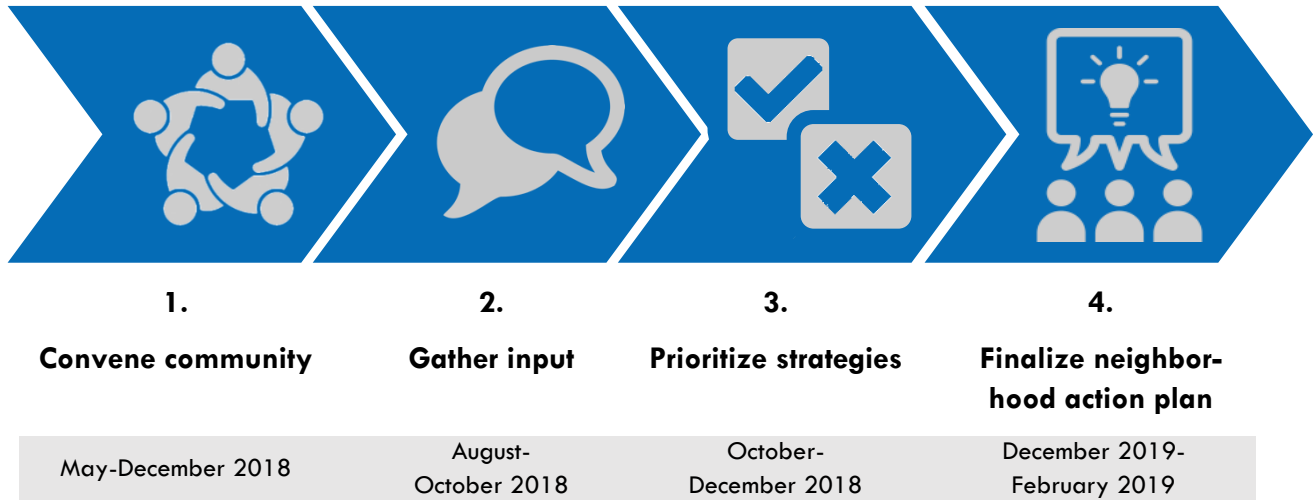 1.
Convene community
May-December 2018
2.
Gather input
August-
October 2018
3.
Prioritize strategies
October-
December 2018
4.
Finalize neighbor-
hood action plan
December 2019-
February 2019